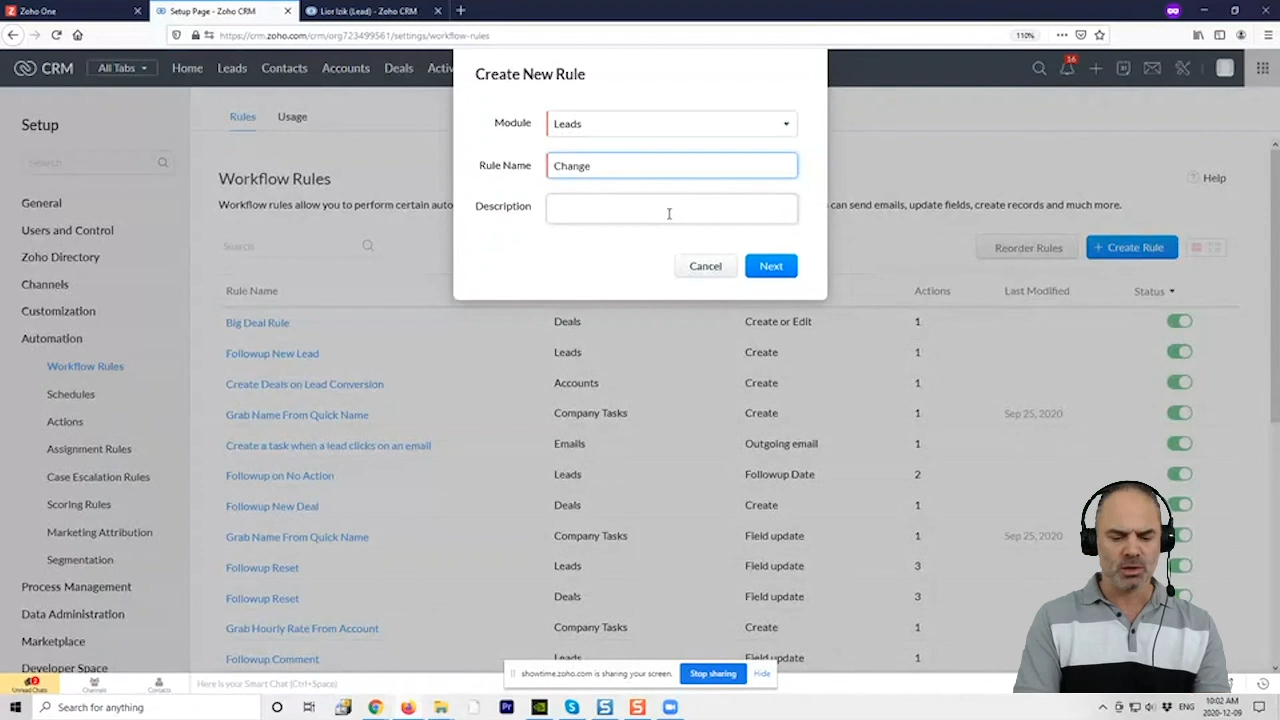 Zoho One
Setup Page - Zoho CRM
Lior Izik (Lead) - Zoho CRM
https://crm.zoho.com/crm/org723499561/settings/workflow-rules
110%
CRM
All Tabs
Home
Leads
Contacts
Accounts
Deals
Activ
16
Create New Rule
Module
Leads
Rule Name
Change
Description
Cancel
Next
Setup
Search
General
Users and Control
Zoho Directory
Channels
Customization
Automation
Workflow Rules
Schedules
Actions
Assignment Rules
Case Escalation Rules
Scoring Rules
Marketing Attribution
Segmentation
Process Management
Data Administration
Marketplace
Developer Space
Rules
Usage
Workflow Rules
Help
Workflow rules allow you to perform certain auto
can send emails, update fields, create records and much more.
Search
Reorder Rules
+ Create Rule
Rule Name
Actions
Last Modified
Status
Big Deal Rule Deals Create or Edit 1
Followup New Lead Leads Create 1
Create Deals on Lead Conversion Accounts Create 1
Grab Name From Quick Name Company Tasks Create 1 Sep 25, 2020
Create a task when a lead clicks on an email Emails Outgoing email 1
Followup on No Action Leads Followup Date 2
Followup New Deal Deals Create 1
Grab Name From Quick Name Company Tasks Field update 1 Sep 25, 2020
Followup Reset Leads Field update 3
Followup Reset Deals Field update 3
Grab Hourly Rate From Account Company Tasks Create 1
Followup Comment Leads Field update 1
showtime.zoho.com is sharing your screen.
Stop sharing
Hide
Unread Chats
Channels
Contacts
Here is your Smart Chat (Ctrl+Space)
Search for anything
ENG
10:02 AM
2020-12-09